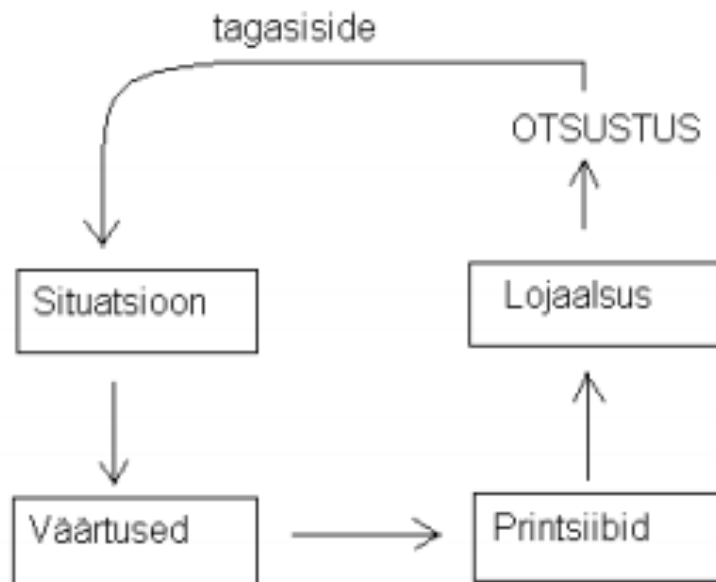 tagasiside
OTSUSTUS
Situatsioon
Lojaalsus
Väärtused
Printsiibid